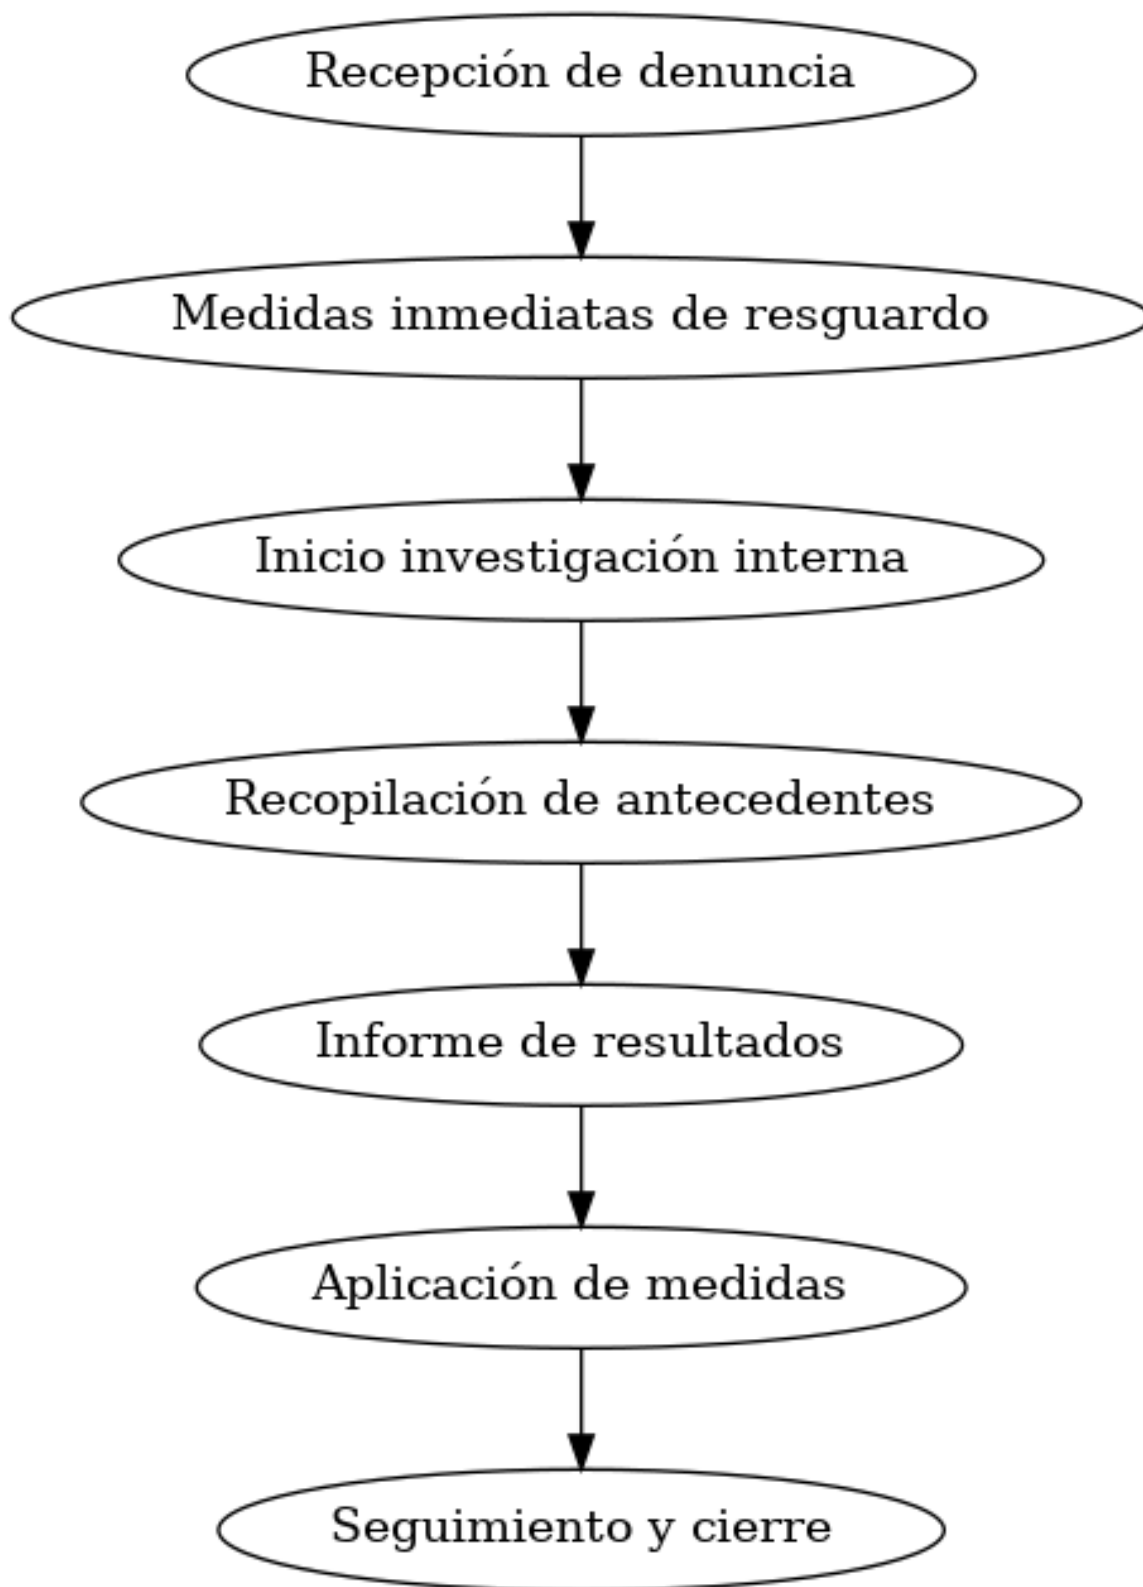 Recepción de denuncia
Medidas inmediatas de resguardo
Inicio investigación interna
Recopilación de antecedentes
Informe de resultados
Aplicación de medidas
Seguimiento y cierre